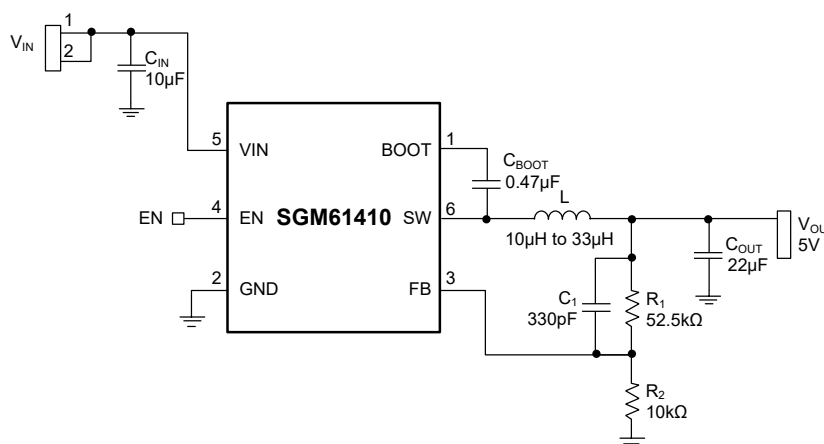 V_IN
1
2
C_IN
10µF
5
VIN
BOOT
1
C_BOOT
0.47µF
EN
4
EN
SGM61410
SW
6
L
10µH to 33µH
V_OU
5V
C_OUT
22µF
2
GND
FB
3
C_1
330pF
R_1
52.5kΩ
R_2
10kΩ